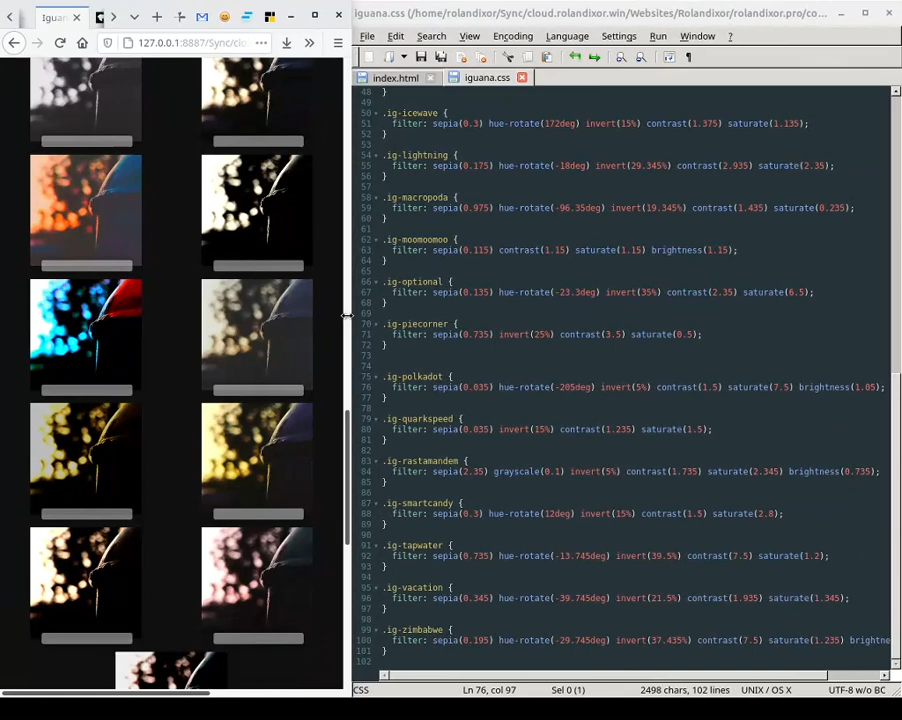 Iguan
127.0.0.1:8887/Sync/clo
iguana.css (/home/rolandixor/Sync/cloud.rolandixor.win/Websites/Rolandixor/rolandixor.pro/co...
File Edit Search View Encoding Language Settings Run Window ?
index.html iguana.css
48 }
49
50 .ig-icewave {
51 filter: sepia(0.3) hue-rotate(172deg) invert(15%) contrast(1.375) saturate(1.135);
52 }
53
54 .ig-lightning {
55 filter: sepia(0.175) hue-rotate(-18deg) invert(29.345%) contrast(2.935) saturate(2.35);
56 }
57
58 .ig-macropoda {
59 filter: sepia(0.975) hue-rotate(-96.35deg) invert(19.345%) contrast(1.435) saturate(0.235);
60 }
61
62 .ig-moomoomoo {
63 filter: sepia(0.115) contrast(1.15) saturate(1.15) brightness(1.15);
64 }
65
66 .ig-optional {
67 filter: sepia(0.135) hue-rotate(-23.3deg) invert(35%) contrast(2.35) saturate(6.5);
68 }
69
70 .ig-piecorner {
71 filter: sepia(0.735) invert(25%) contrast(3.5) saturate(0.5);
72 }
73
74
75 .ig-polkadot {
76 filter: sepia(0.035) hue-rotate(-205deg) invert(5%) contrast(1.5) saturate(7.5) brightness(1.05);
77 }
78
79 .ig-quarkspeed {
80 filter: sepia(0.035) invert(15%) contrast(1.235) saturate(1.5);
81 }
82
83 .ig-rastamandem {
84 filter: sepia(2.35) grayscale(0.1) invert(5%) contrast(1.735) saturate(2.345) brightness(0.735);
85 }
86
87 .ig-smartcandy {
88 filter: sepia(0.3) hue-rotate(12deg) invert(15%) contrast(1.5) saturate(2.8);
89 }
90
91 .ig-tapwater {
92 filter: sepia(0.735) hue-rotate(-13.745deg) invert(39.5%) contrast(7.5) saturate(1.2);
93 }
94
95 .ig-vacation {
96 filter: sepia(0.345) hue-rotate(-39.745deg) invert(21.5%) contrast(1.935) saturate(1.345);
97 }
98
99 .ig-zimbabwe {
100 filter: sepia(0.195) hue-rotate(-29.745deg) invert(37.435%) contrast(7.5) saturate(1.235) brightne
101 }
102
CSS Ln 76, col 97 Sel 0 (1) 2498 chars, 102 lines UNIX / OS X UTF-8 w/o BC